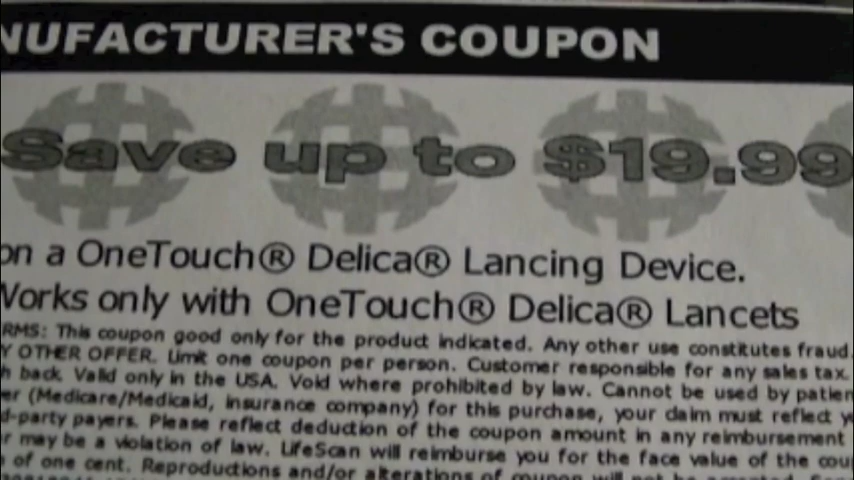 NUFACTURER'S COUPON
Save up to $19.99
on a OneTouch® Delica® Lancing Device.
Works only with OneTouch® Delica® Lancets
RMS: This coupon good only for the product indicated. Any other use constitutes fraud.
Y OTHER OFFER. Limit one coupon per person. Customer responsible for any sales tax.
h back. Valid only in the USA. Void where prohibited by law. Cannot be used by patien
er (Medicare/Medicaid, insurance company) for this purchase, your claim must reflect y
d-party payers. Please reflect deduction of the coupon amount in any reimbursement
r may be a violation of law. LifeScan will reimburse you for the face value of the cou
of one cent. Reproductions and/or alterations of coupon will not be accepted.